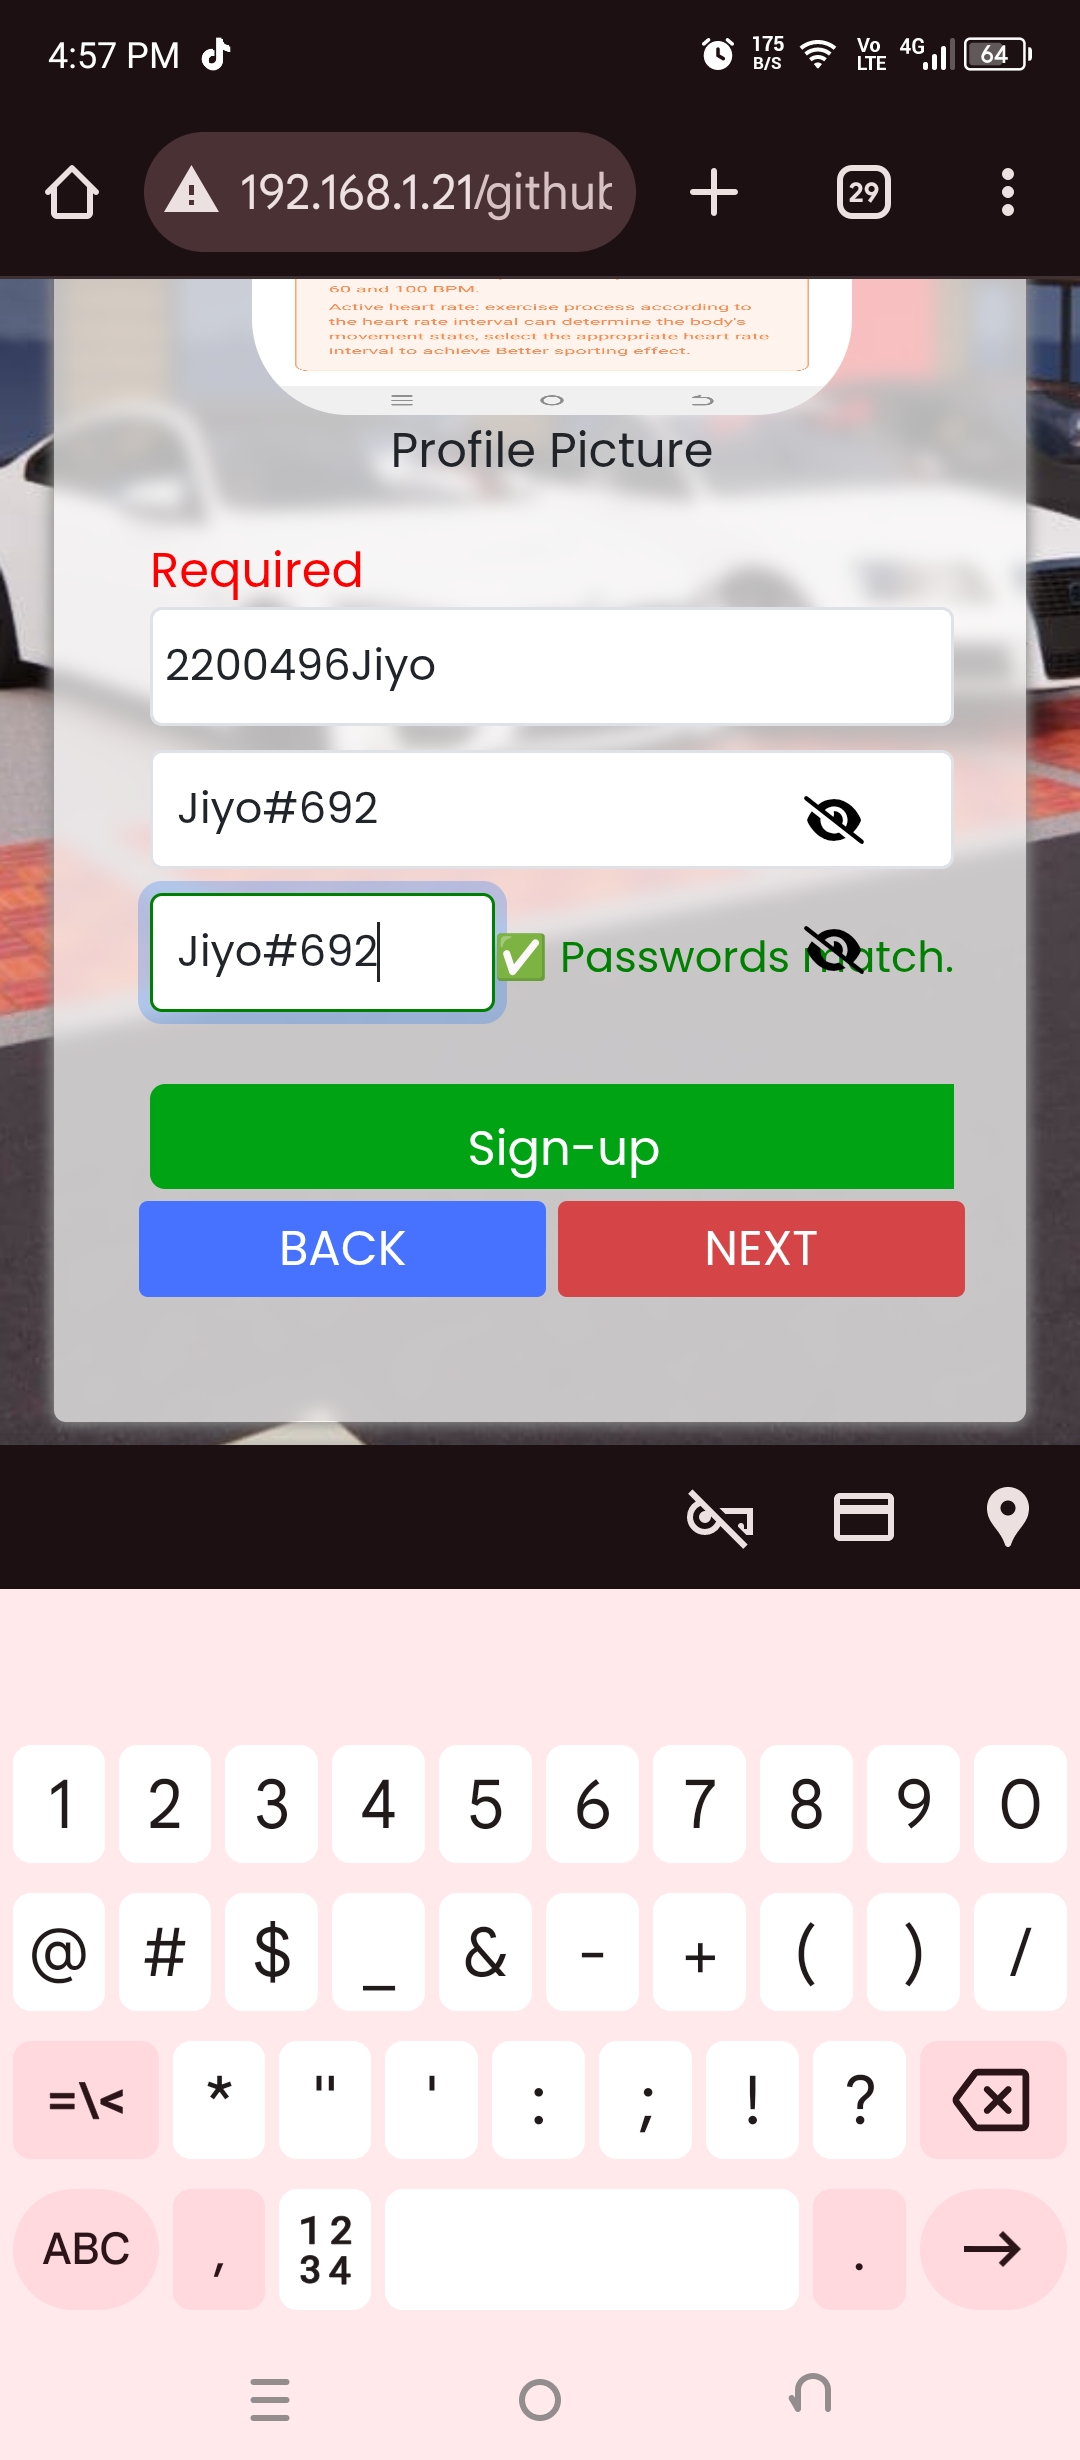 4:57 PM
175 B/S
Vo LTE
4G
64
192.168.1.21/github
29
60 and 100 BPM.
Active heart rate: exercise process according to
the heart rate interval can determine the body's
movement state, select the appropriate heart rate
interval to achieve Better sporting effect.
Profile Picture
Required
2200496Jiyo
Jiyo#692
Jiyo#692
✅ Passwords match.
Sign-up
BACK NEXT
1 2 3 4 5 6 7 8 9 0
@ # $ _ & - + ( ) /
=\< * " ' : ; ! ?
ABC , 12 34 .